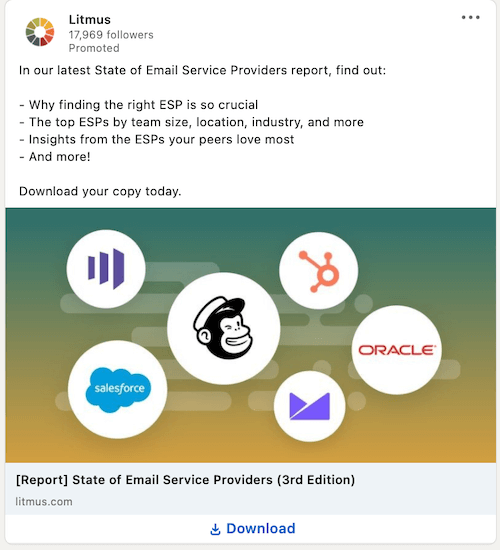 Litmus
17,969 followers
Promoted
In our latest State of Email Service Providers report, find out:
- Why finding the right ESP is so crucial
- The top ESPs by team size, location, industry, and more
- Insights from the ESPs your peers love most
- And more!
Download your copy today.
salesforce
ORACLE
[Report] State of Email Service Providers (3rd Edition)
litmus.com
Download